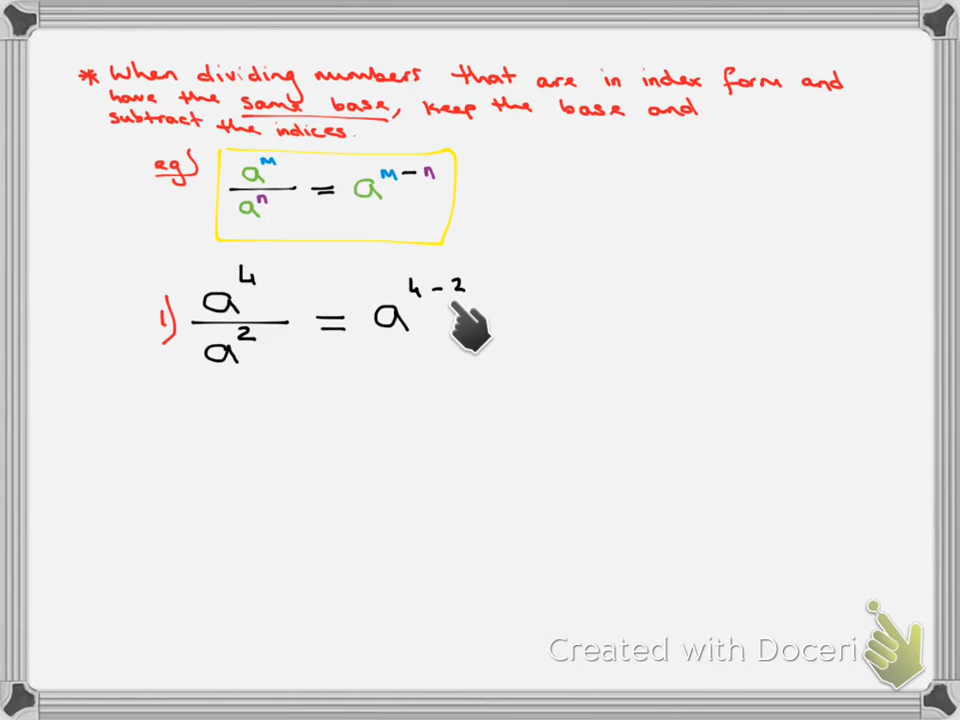 * When dividing numbers that are in index form and
have the same base, keep the base and
subtract the indices.
eg) a^m / a^n = a^(m-n)
1) a^4 / a^2 = a^(4-2)
Created with Doceri